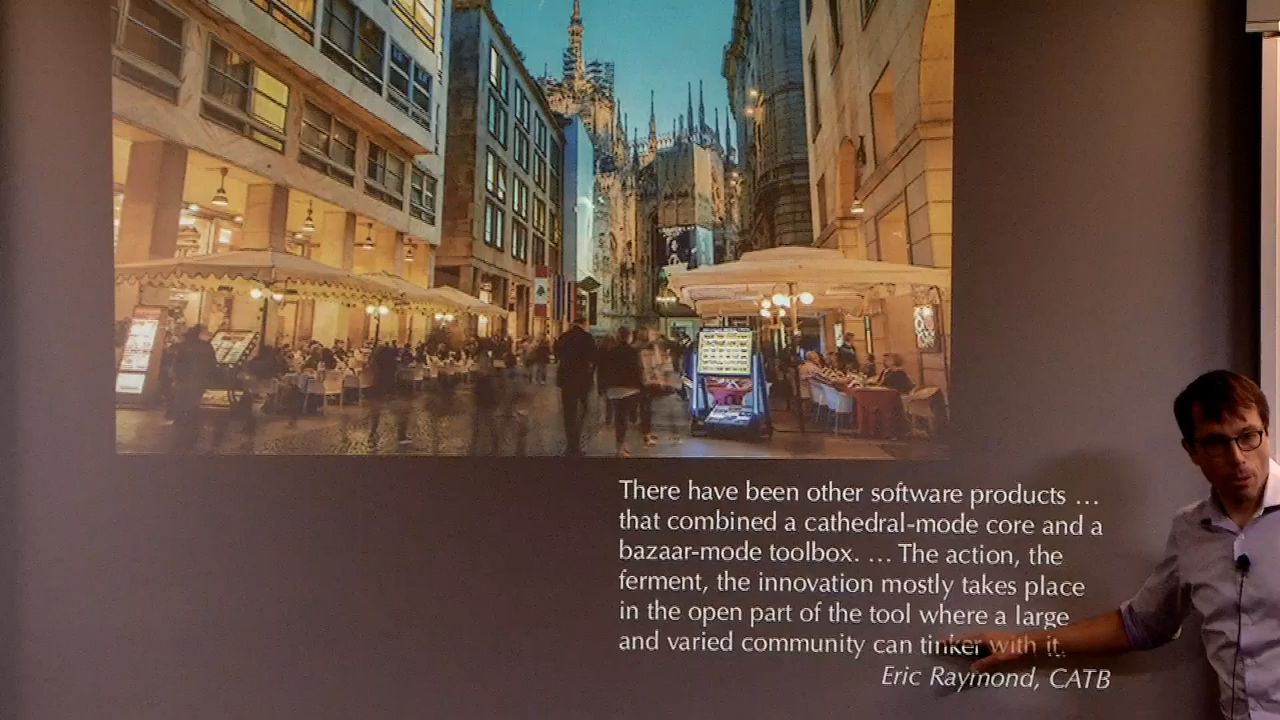 There have been other software products ...
that combined a cathedral-mode core and a
bazaar-mode toolbox. ... The action, the
ferment, the innovation mostly takes place
in the open part of the tool where a large
and varied community can tinker with it.
Eric Raymond, CATB